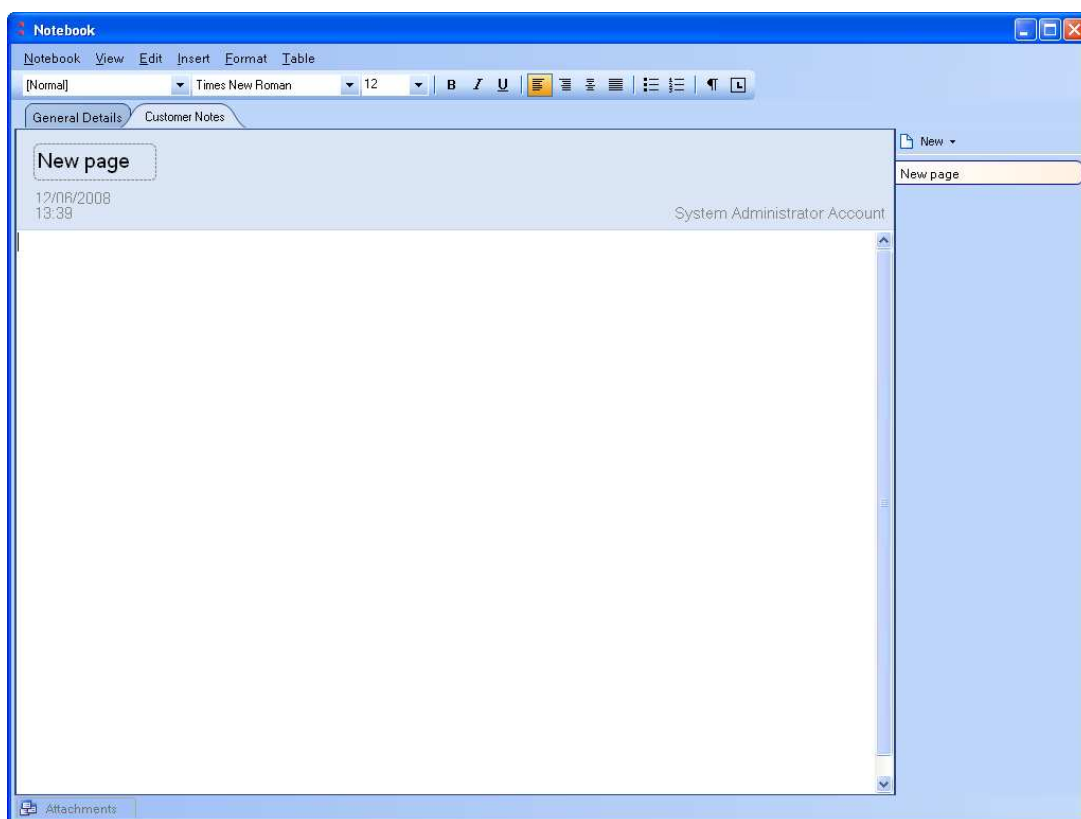 Notebook
Notebook View Edit Insert Format Table
[Normal] Times New Roman 12 B I U ¶ L
General Details Customer Notes
New
New page
New page
12/06/2008
13:39
System Administrator Account
Attachments